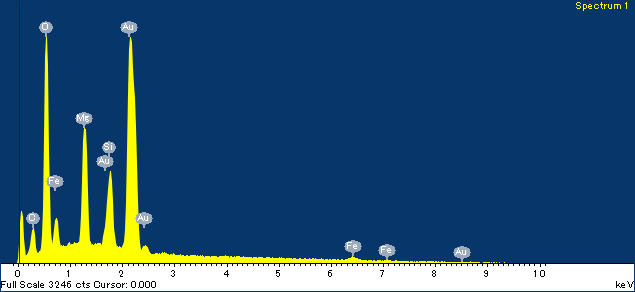 Spectrum 1
O Au
Mg
Si
Au
Fe
O Au
Fe Fe Au
0 1 2 3 4 5 6 7 8 9 10
Full Scale 3246 cts Cursor: 0.000 keV